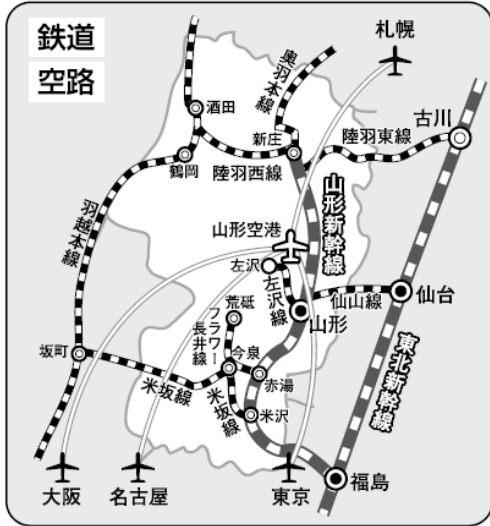 鉄道
空路
札幌
奥羽本線
酒田
新庄
古川
陸羽東線
鶴岡
陸羽西線
山形新幹線
羽越本線
山形空港
左沢
左沢線
荒砥
フラワー
長井線
仙山線
仙台
山形
坂町
今泉
赤湯
米坂線
米坂線
米沢
東北新幹線
大阪
名古屋
東京
福島